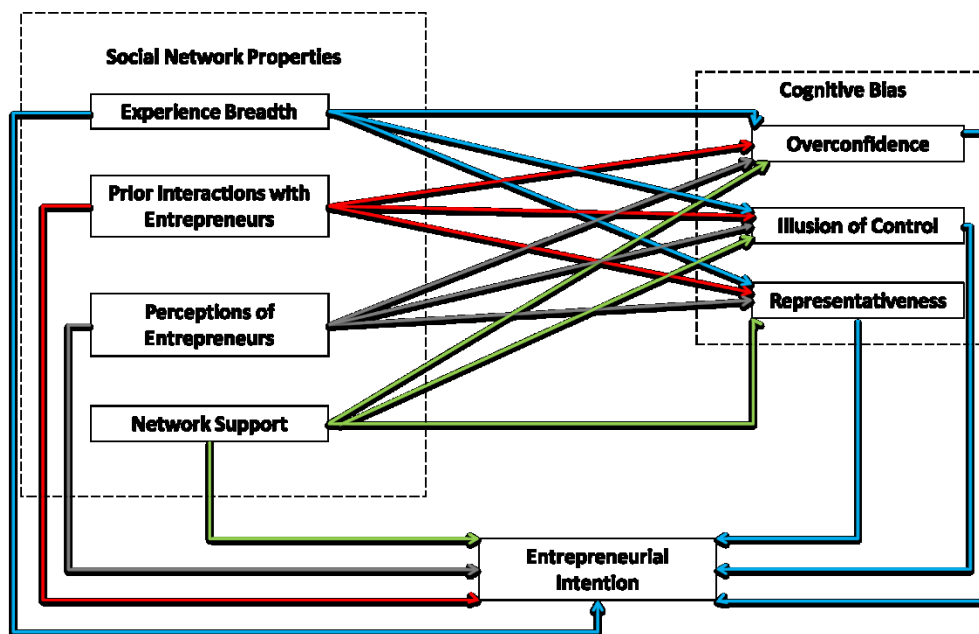 Social Network Properties
Experience Breadth
Prior Interactions with
Entrepreneurs
Perceptions of
Entrepreneurs
Network Support
Cognitive Bias
Overconfidence
Illusion of Control
Representativeness
Entrepreneurial
Intention